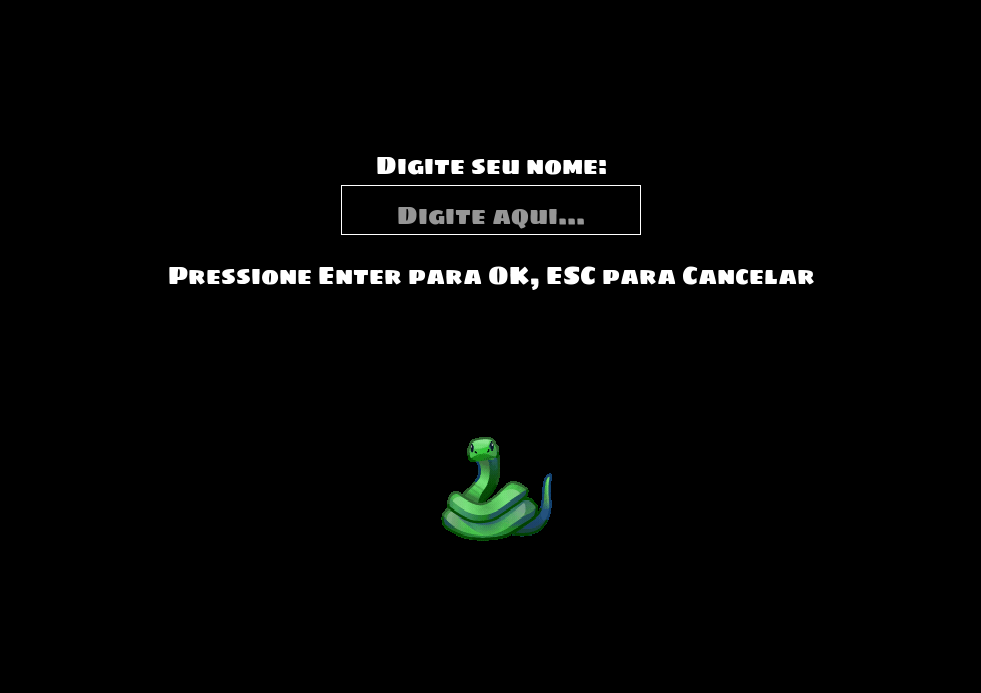 Digite seu nome:
Digite aqui...
Pressione Enter para OK, ESC para Cancelar